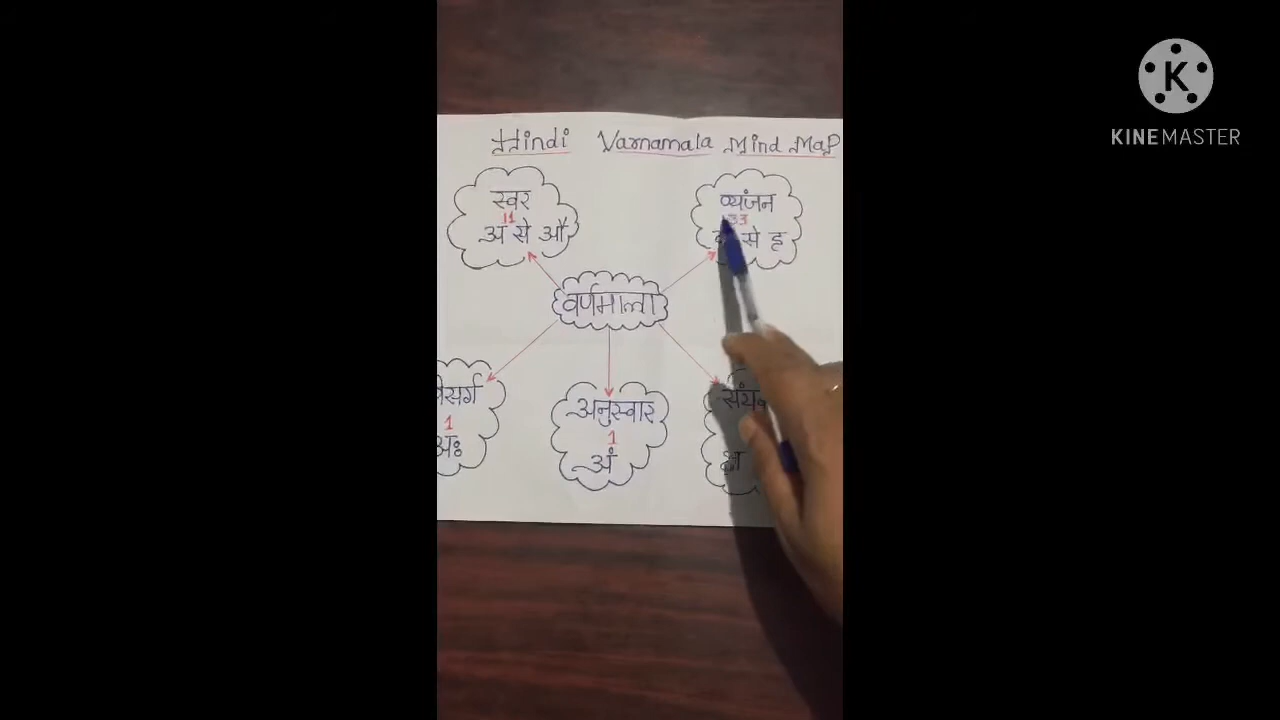 Hindi Varnamala Mind Map
स्वर
11
अ से औ
व्यंजन
33
से ह
वर्णमाला
अः
1
अनुस्वार
1
अं
K
KINEMASTER